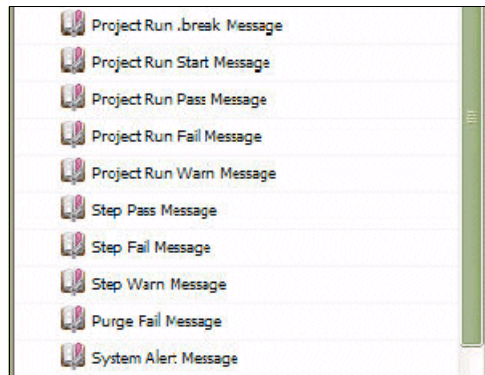 Project Run .break Message
Project Run Start Message
Project Run Pass Message
Project Run Fail Message
Project Run Warn Message
Step Pass Message
Step Fail Message
Step Warn Message
Purge Fail Message
System Alert Message